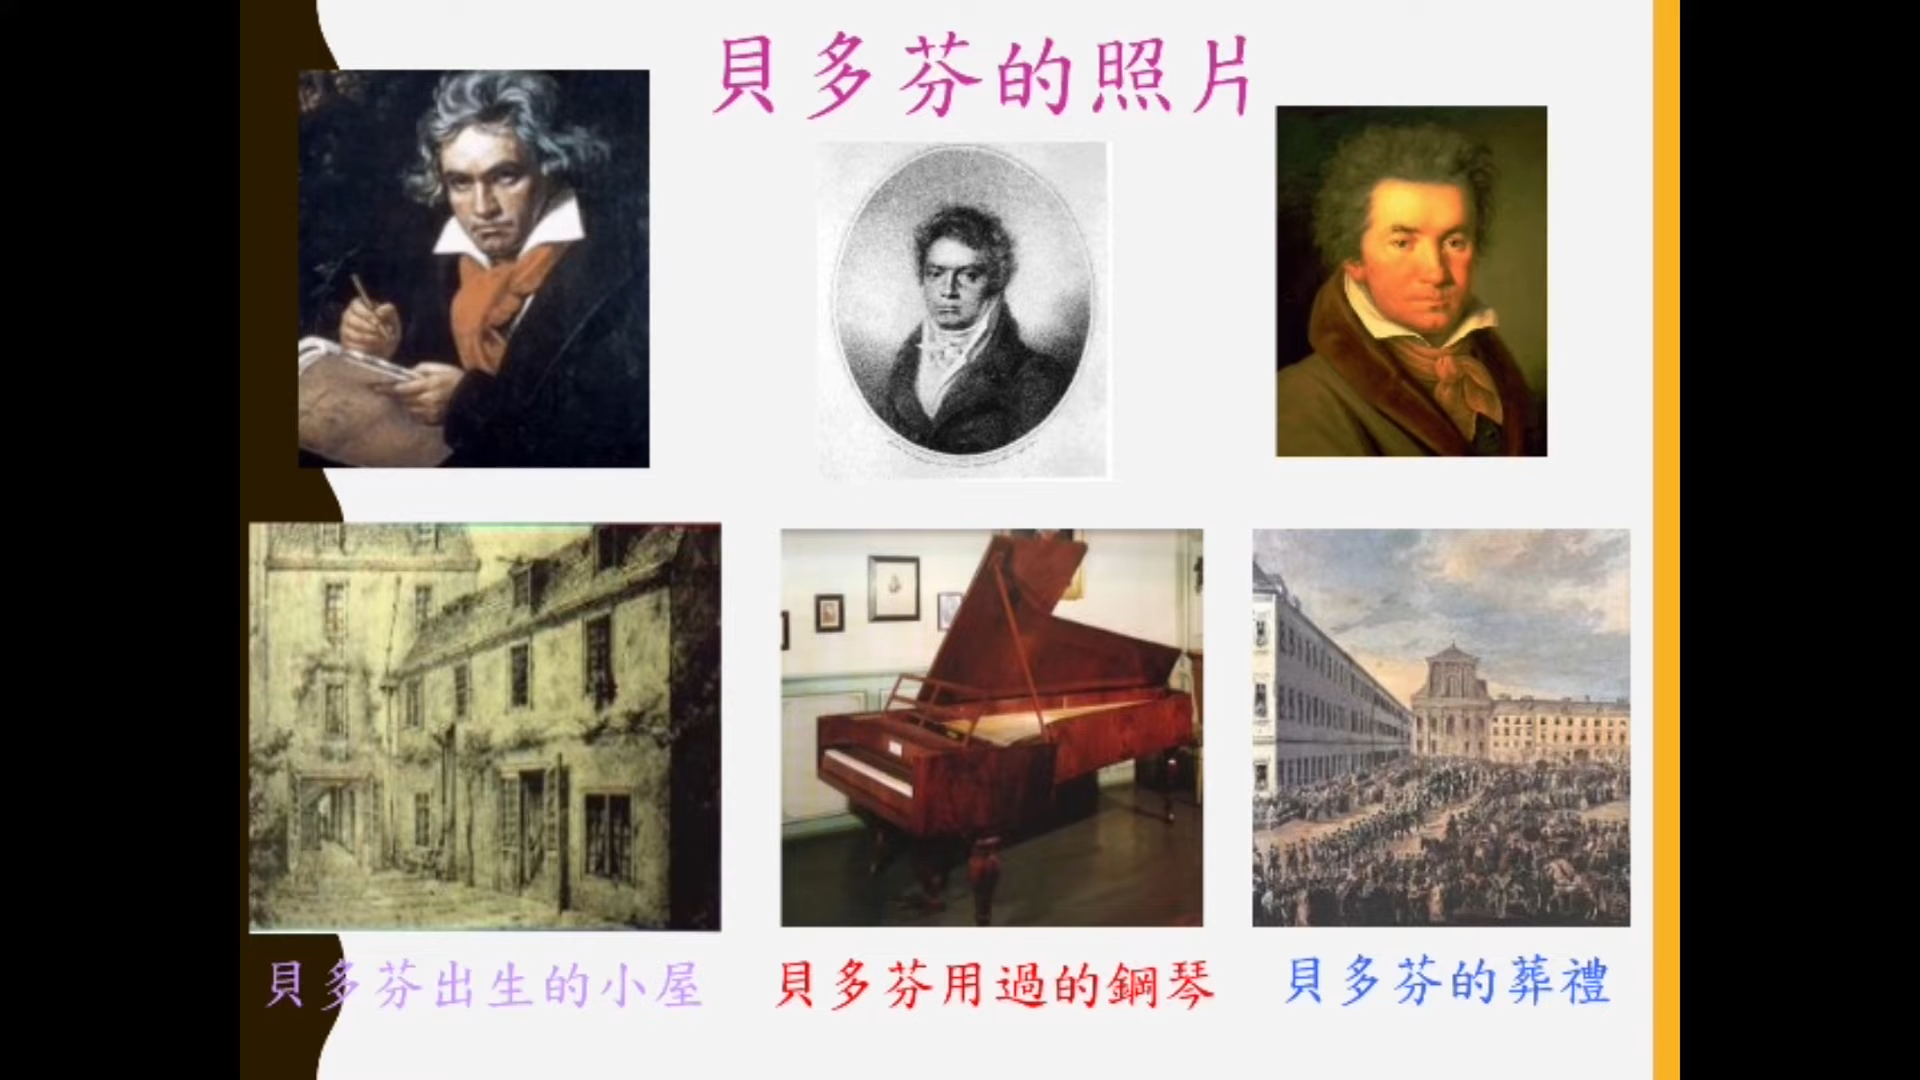 貝多芬的照片
貝多芬出生的小屋
貝多芬用過的鋼琴
貝多芬的葬禮